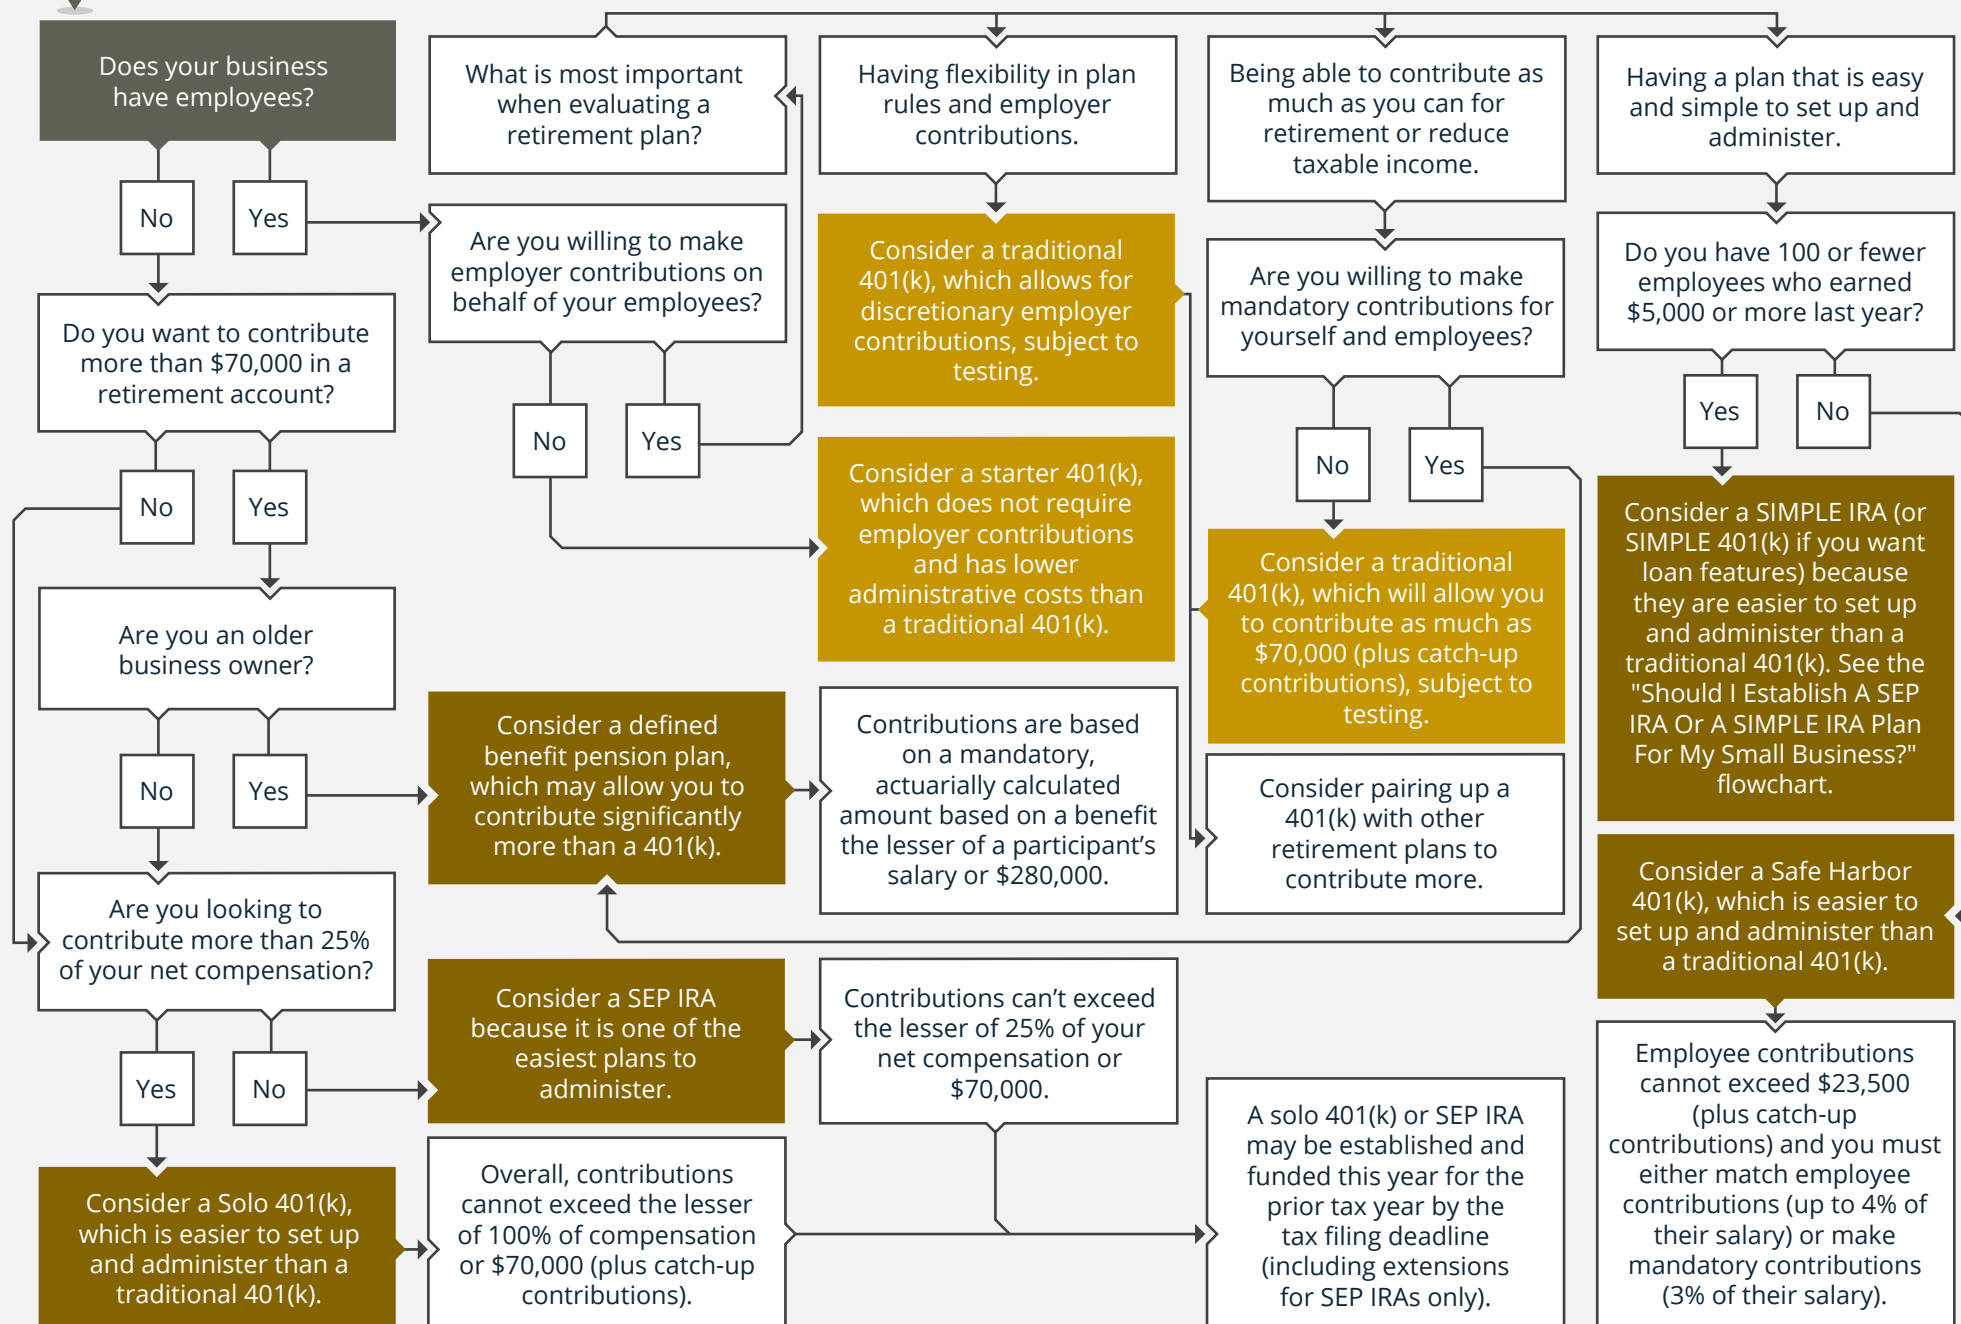 Does your business
have employees?
No
Yes
Do you want to contribute
more than $70,000 in a
retirement account?
No
Yes
Are you an older
business owner?
No
Yes
Are you looking to
contribute more than 25%
of your net compensation?
Yes
No
Consider a Solo 401(k),
which is easier to set up
and administer than a
traditional 401(k).
What is most important
when evaluating a
retirement plan?
Are you willing to make
employer contributions on
behalf of your employees?
No
Yes
Consider a defined
benefit pension plan,
which may allow you to
contribute significantly
more than a 401(k).
Consider a SEP IRA
because it is one of the
easiest plans to
administer.
Overall, contributions
cannot exceed the lesser
of 100% of compensation
or $70,000 (plus catch-up
contributions).
Having flexibility in plan
rules and employer
contributions.
Consider a traditional
401(k), which allows for
discretionary employer
contributions, subject to
testing.
Consider a starter 401(k),
which does not require
employer contributions
and has lower
administrative costs than
a traditional 401(k).
Contributions are based
on a mandatory,
actuarially calculated
amount based on a benefit
the lesser of a participant's
salary or $280,000.
Contributions can't exceed
the lesser of 25% of your
net compensation or
$70,000.
Being able to contribute as
much as you can for
retirement or reduce
taxable income.
Are you willing to make
mandatory contributions for
yourself and employees?
No
Yes
Consider a traditional
401(k), which will allow you
to contribute as much as
$70,000 (plus catch-up
contributions), subject to
testing.
Consider pairing up a
401(k) with other
retirement plans to
contribute more.
A solo 401(k) or SEP IRA
may be established and
funded this year for the
prior tax year by the
tax filing deadline
(including extensions
for SEP IRAs only).
Having a plan that is easy
and simple to set up and
administer.
Do you have 100 or fewer
employees who earned
$5,000 or more last year?
Yes
No
Consider a SIMPLE IRA (or
SIMPLE 401(k) if you want
loan features) because
they are easier to set up
and administer than a
traditional 401(k). See the
"Should I Establish A SEP
IRA Or A SIMPLE IRA Plan
For My Small Business?"
flowchart.
Consider a Safe Harbor
401(k), which is easier to
set up and administer than
a traditional 401(k).
Employee contributions
cannot exceed $23,500
(plus catch-up
contributions) and you must
either match employee
contributions (up to 4% of
their salary) or make
mandatory contributions
(3% of their salary).